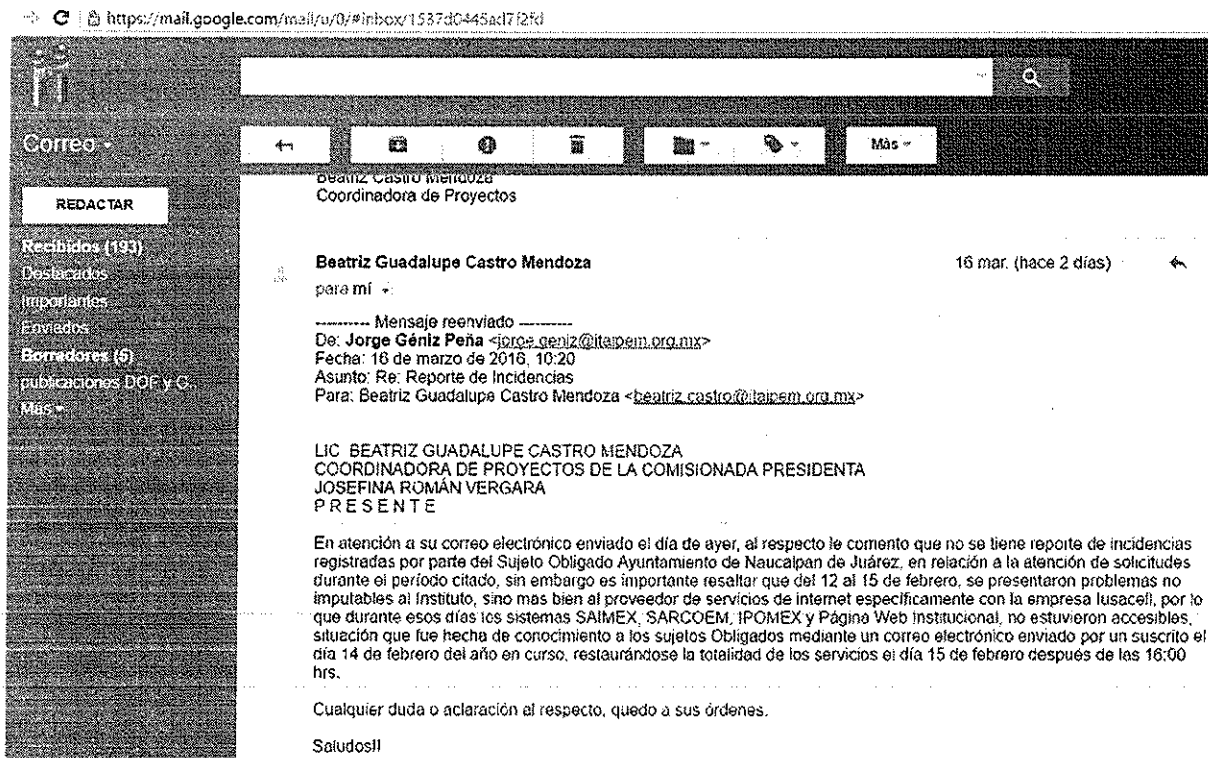 https://mail.google.com/mail/u/0/#inbox/1537d0445ad7f2fd
Correo
Más
REDACTAR
Beatriz Castro Mendoza
Coordinadora de Proyectos
Recibidos (193)
Destacados
Importantes
Enviados
Borradores (5)
publicaciones DOF y G..
Más
Beatriz Guadalupe Castro Mendoza
16 mar. (hace 2 días)
para mí
---------- Mensaje reenviado ----------
De: Jorge Géniz Peña <jorge.geniz@itaipem.org.mx>
Fecha: 16 de marzo de 2016, 10:20
Asunto: Re: Reporte de Incidencias
Para: Beatriz Guadalupe Castro Mendoza <beatriz.castro@itaipem.org.mx>
LIC BEATRIZ GUADALUPE CASTRO MENDOZA
COORDINADORA DE PROYECTOS DE LA COMISIONADA PRESIDENTA
JOSEFINA ROMÁN VERGARA
P R E S E N T E
En atención a su correo electrónico enviado el día de ayer, al respecto le comento que no se tiene reporte de incidencias
registradas por parte del Sujeto Obligado Ayuntamiento de Naucalpan de Juárez, en relación a la atención de solicitudes
durante el período citado, sin embargo es importante resaltar que del 12 al 15 de febrero, se presentaron problemas no
imputables al Instituto, sino mas bien al proveedor de servicios de internet específicamente con la empresa Iusacell, por lo
que durante esos días los sistemas SAIMEX, SARCOEM, IPOMEX y Página Web Institucional, no estuvieron accesibles,
situación que fue hecha de conocimiento a los sujetos Obligados mediante un correo electrónico enviado por un suscrito el
día 14 de febrero del año en curso, restaurándose la totalidad de los servicios el día 15 de febrero después de las 16:00
hrs.
Cualquier duda o aclaración al respecto, quedo a sus órdenes.
Saludos!!